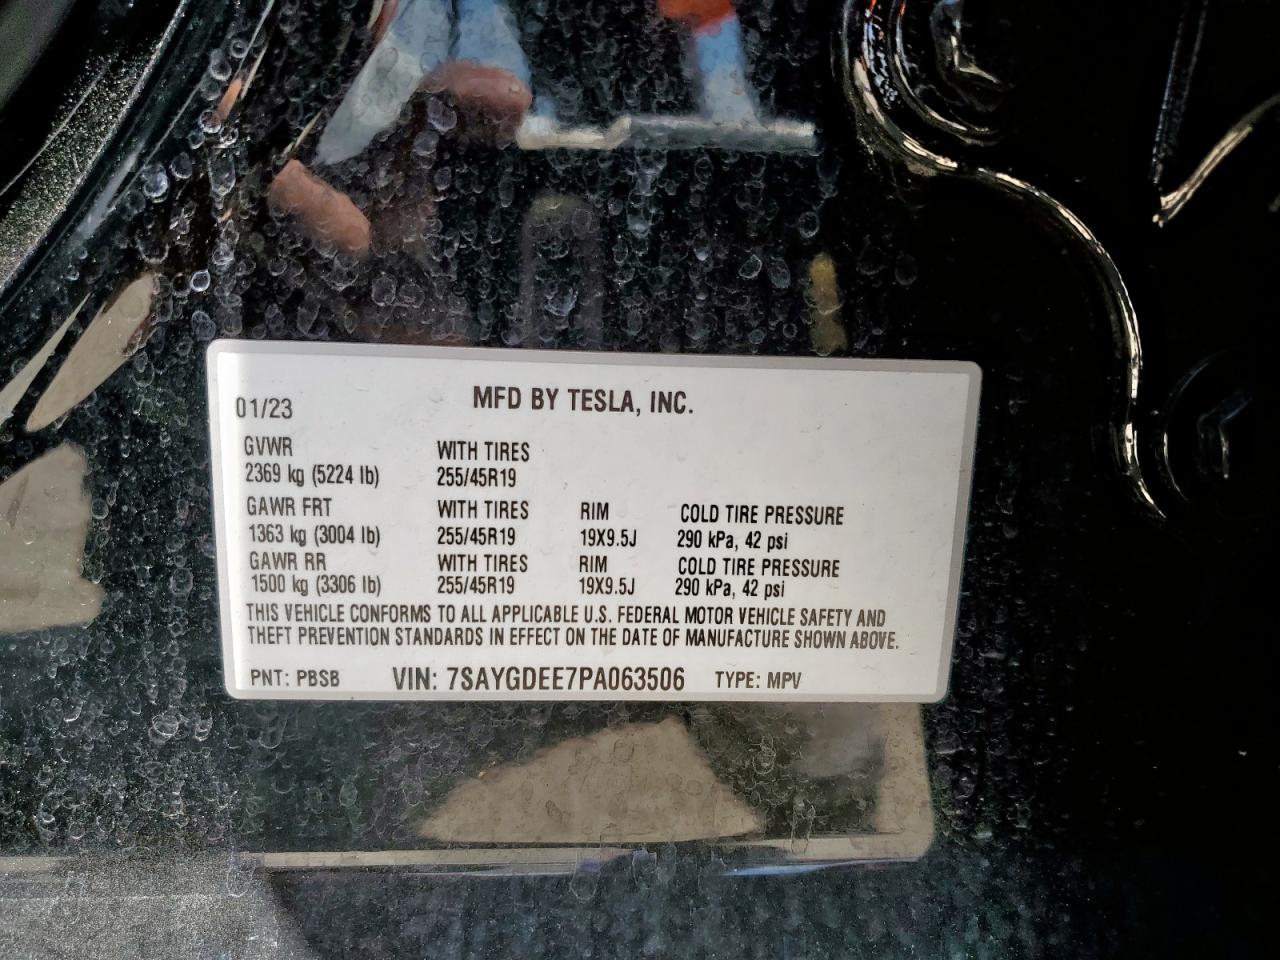 01/23 MFD BY TESLA, INC.
GVWR WITH TIRES
2369 kg (5224 lb) 255/45R19
GAWR FRT WITH TIRES RIM COLD TIRE PRESSURE
1363 kg (3004 lb) 255/45R19 19X9.5J 290 kPa, 42 psi
GAWR RR WITH TIRES RIM COLD TIRE PRESSURE
1500 kg (3306 lb) 255/45R19 19X9.5J 290 kPa, 42 psi
THIS VEHICLE CONFORMS TO ALL APPLICABLE U.S. FEDERAL MOTOR VEHICLE SAFETY AND
THEFT PREVENTION STANDARDS IN EFFECT ON THE DATE OF MANUFACTURE SHOWN ABOVE.
PNT: PBSB VIN: 7SAYGDEE7PA063506 TYPE: MPV